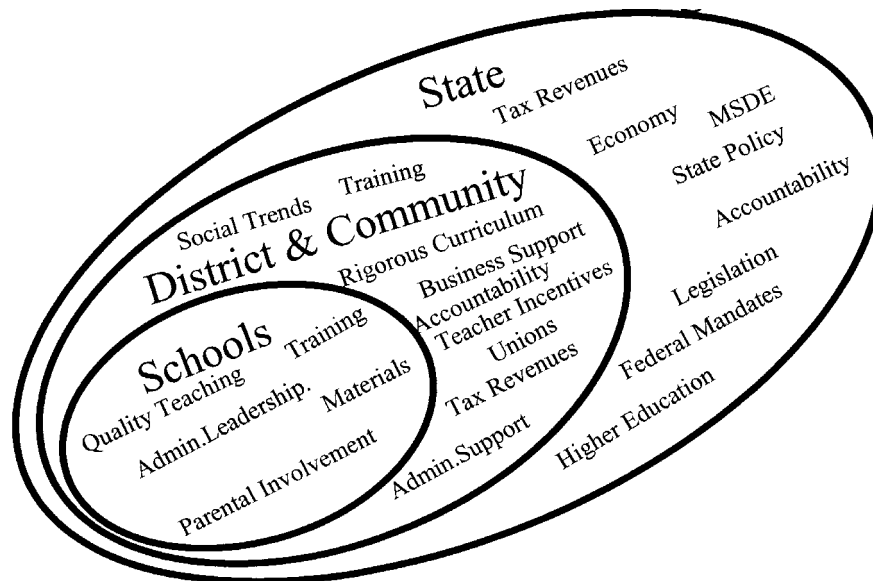 State
Tax Revenues
Economy
MSDE
State Policy
Accountability
Legislation
Federal Mandates
Higher Education
Training
Social Trends
District & Community
Rigorous Curriculum
Business Support
Accountability
Teacher Incentives
Unions
Tax Revenues
Admin.Support
Schools
Training
Quality Teaching
Materials
Admin.Leadership.
Parental Involvement